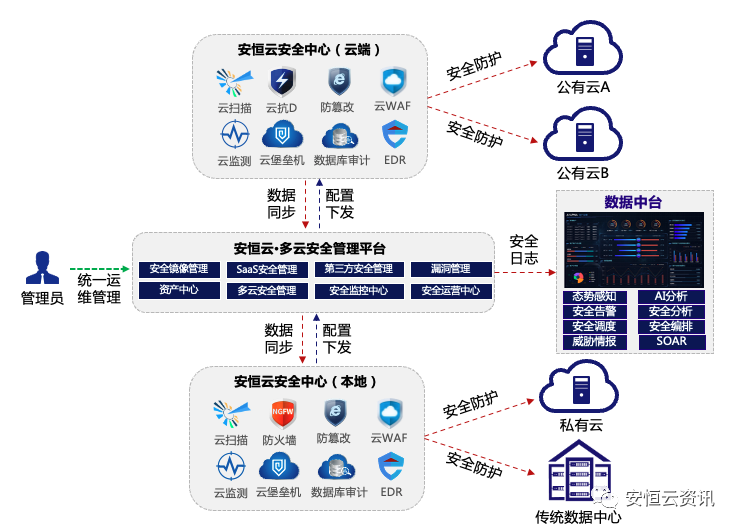 安恒云安全中心（云端）
云扫描
云抗D
防篡改
云WAF
云监测
云堡垒机
数据库审计
EDR
安全防护
公有云A
安全防护
公有云B
数据
同步
配置
下发
管理员
统一运
维管理
安恒云·多云安全管理平台
安全镜像管理
SaaS安全管理
第三方安全管理
漏洞管理
资产中心
多云安全管理
安全监控中心
安全运营中心
安全
日志
数据中台
态势感知
AI分析
安全告警
安全分析
安全调度
安全编排
威胁情报
SOAR
数据
同步
配置
下发
安恒云安全中心（本地）
云扫描
NGFW
防火墙
防篡改
云WAF
云监测
云堡垒机
数据库审计
EDR
安全防护
私有云
安全防护
传统数据中心
安恒云资讯